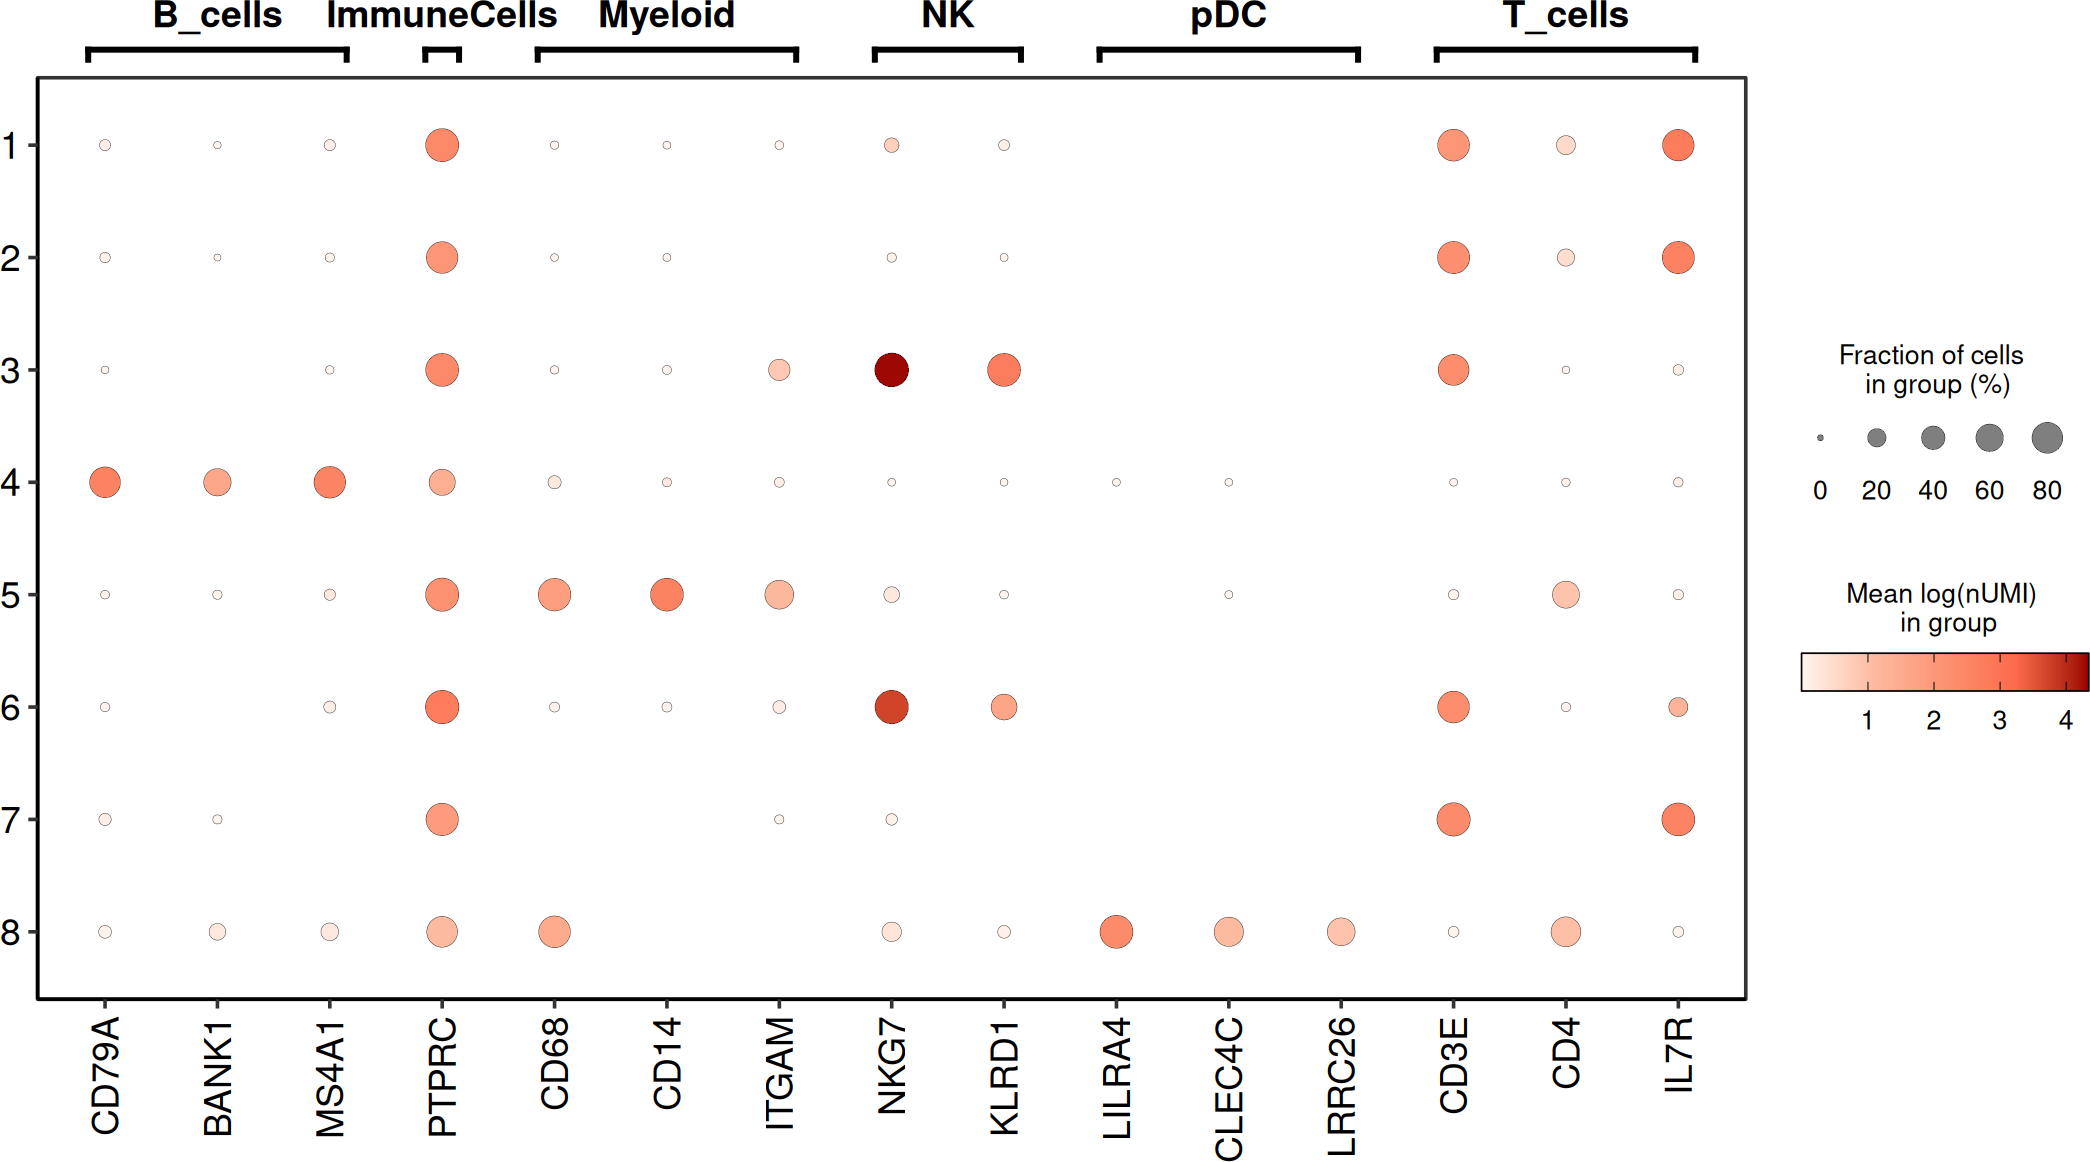 B_cells ImmuneCells Myeloid NK pDC T_cells
1
2
3
4
5
6
7
8
CD79A BANK1 MS4A1 PTPRC CD68 CD14 ITGAM NKG7 KLRD1 LILRA4 CLEC4C LRRC26 CD3E CD4 IL7R
Fraction of cells
in group (%)
0 20 40 60 80
Mean log(nUMI)
in group
1 2 3 4